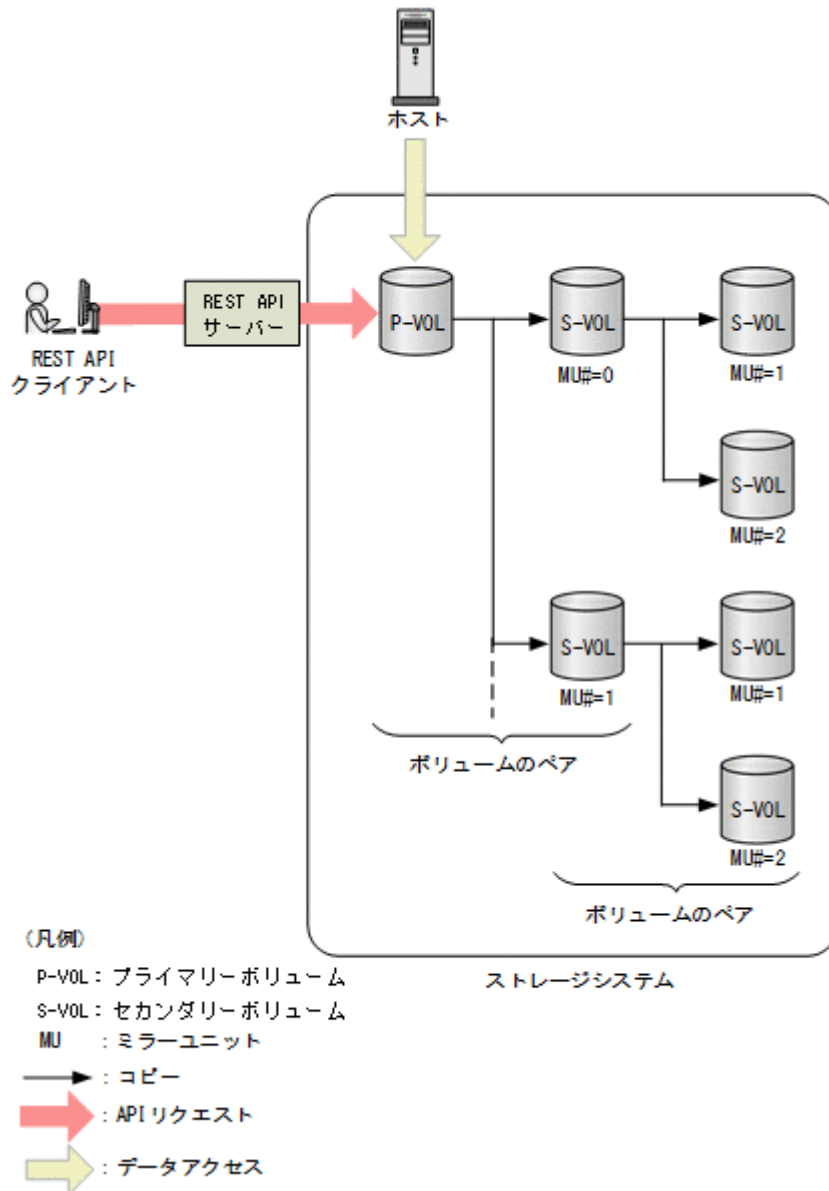 ホスト
REST API
サーバー
REST API
クライアント
P-VOL
S-VOL
MU#=0
S-VOL
MU#=1
S-VOL
MU#=2
S-VOL
MU#=1
S-VOL
MU#=1
S-VOL
MU#=2
ボリュームのペア
ボリュームのペア
ストレージシステム
(凡例)
P-VOL：プライマリーボリューム
S-VOL：セカンダリーボリューム
MU ：ミラーユニット
：コピー
：APIリクエスト
：データアクセス